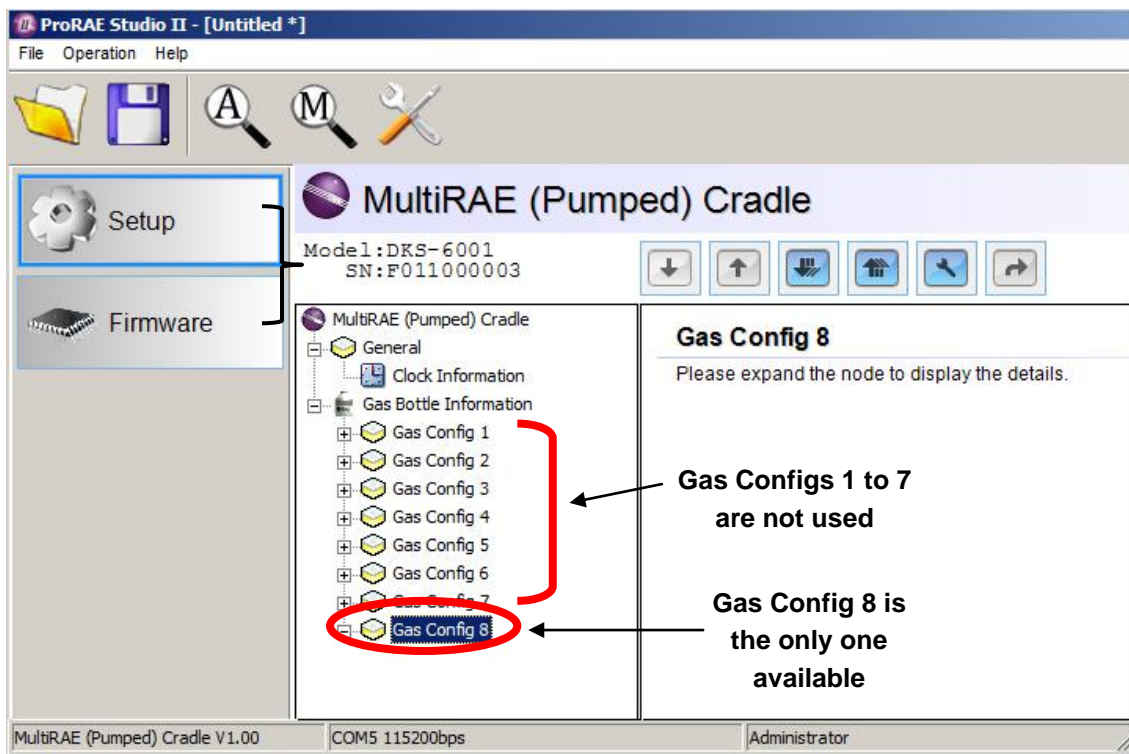 ProRAE Studio II - [Untitled *]
File Operation Help
A
M
Setup
Firmware
MultiRAE (Pumped) Cradle
Model:DKS-6001
SN:F011000003
MultiRAE (Pumped) Cradle
General
Clock Information
Gas Bottle Information
Gas Config 1
Gas Config 2
Gas Config 3
Gas Config 4
Gas Config 5
Gas Config 6
Gas Config 7
Gas Config 8
Gas Config 8
Please expand the node to display the details.
Gas Configs 1 to 7
are not used
Gas Config 8 is
the only one
available
MultiRAE (Pumped) Cradle V1.00
COM5 115200bps
Administrator